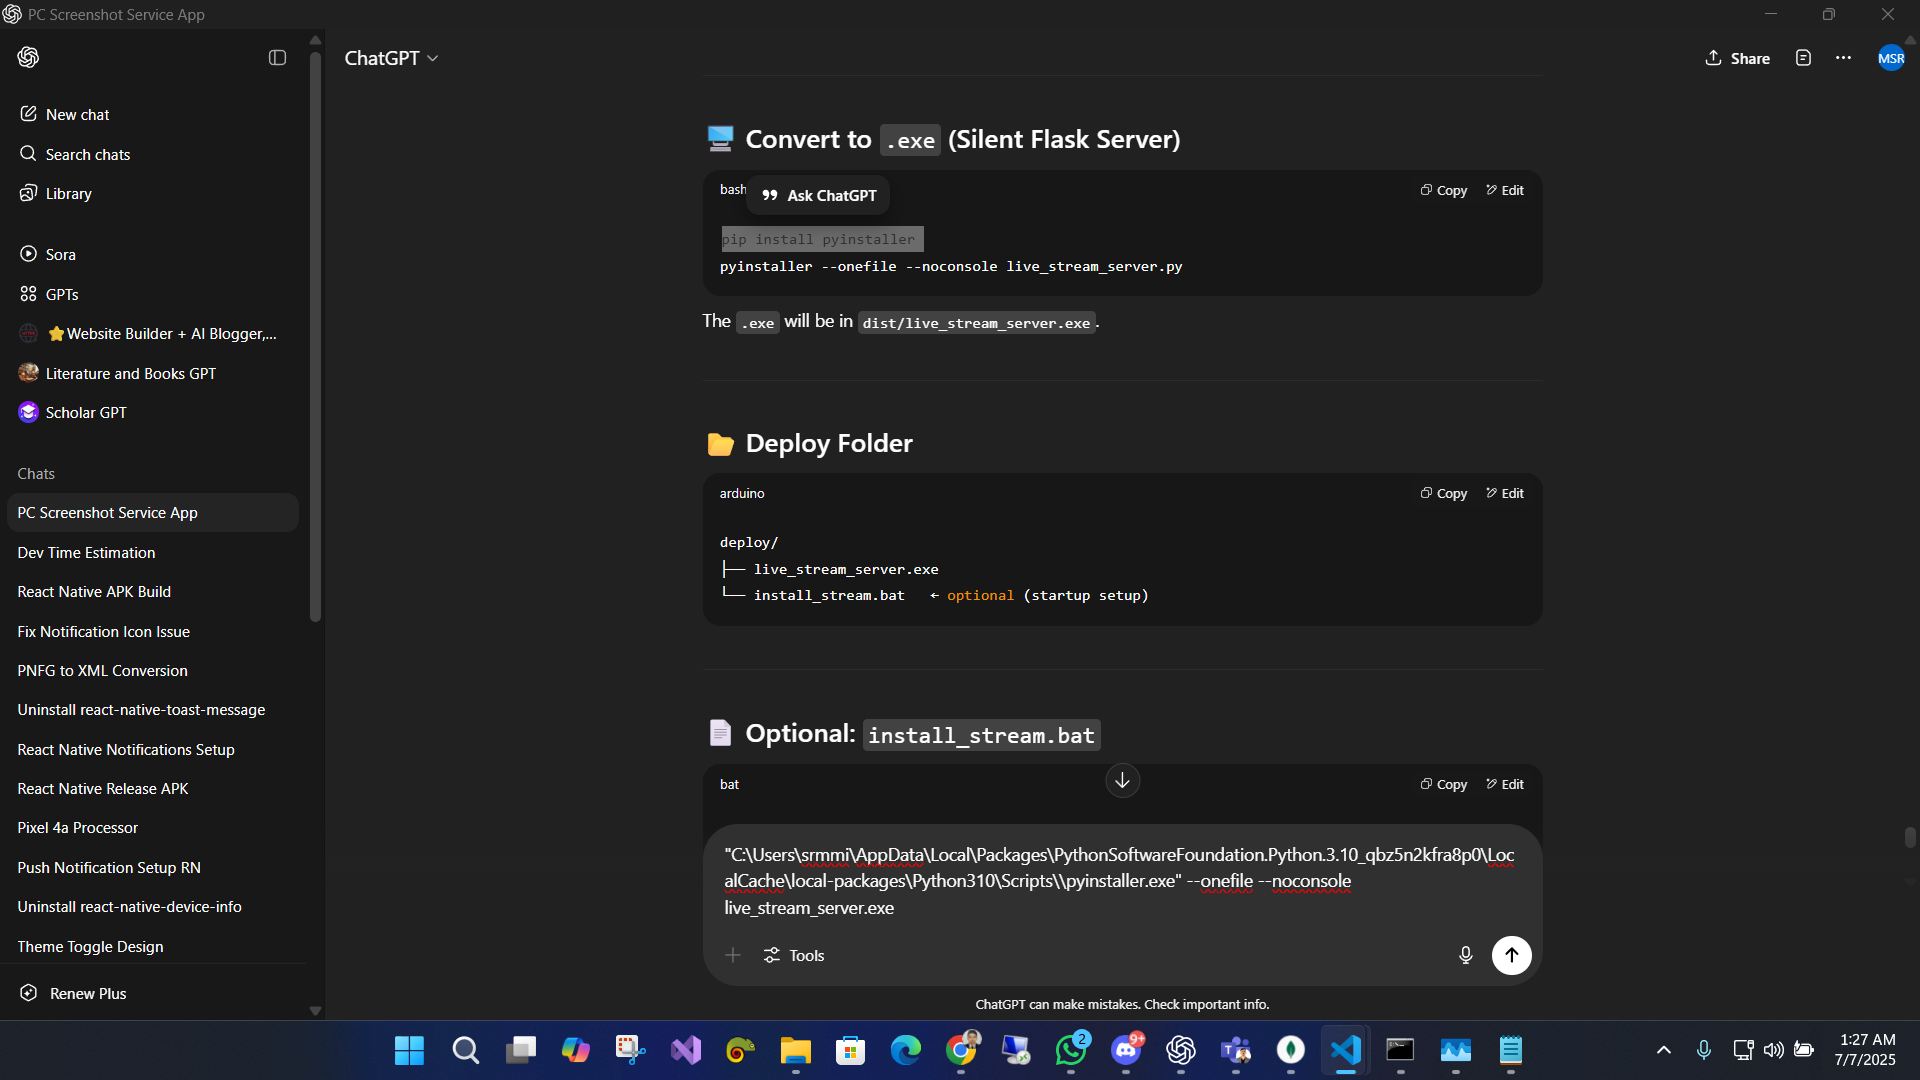 PC Screenshot Service App
ChatGPT
Share
MSR
New chat
Search chats
Library
Sora
GPTs
⭐Website Builder + AI Blogger,...
Literature and Books GPT
Scholar GPT
Chats
PC Screenshot Service App
Dev Time Estimation
React Native APK Build
Fix Notification Icon Issue
PNFG to XML Conversion
Uninstall react-native-toast-message
React Native Notifications Setup
React Native Release APK
Pixel 4a Processor
Push Notification Setup RN
Uninstall react-native-device-info
Theme Toggle Design
Renew Plus
Convert to .exe (Silent Flask Server)
bash
Ask ChatGPT
Copy
Edit
pip install pyinstaller
pyinstaller --onefile --noconsole live_stream_server.py
The .exe will be in dist/live_stream_server.exe.
Deploy Folder
arduino
Copy
Edit
deploy/
├── live_stream_server.exe
└── install_stream.bat   ← optional (startup setup)
Optional: install_stream.bat
bat
Copy
Edit
"C:\Users\srmmi\AppData\Local\Packages\PythonSoftwareFoundation.Python.3.10_qbz5n2kfra8p0\Loc
alCache\local-packages\Python310\Scripts\\pyinstaller.exe" --onefile --noconsole
live_stream_server.exe
Tools
ChatGPT can make mistakes. Check important info.
2
9+
1:27 AM
7/7/2025